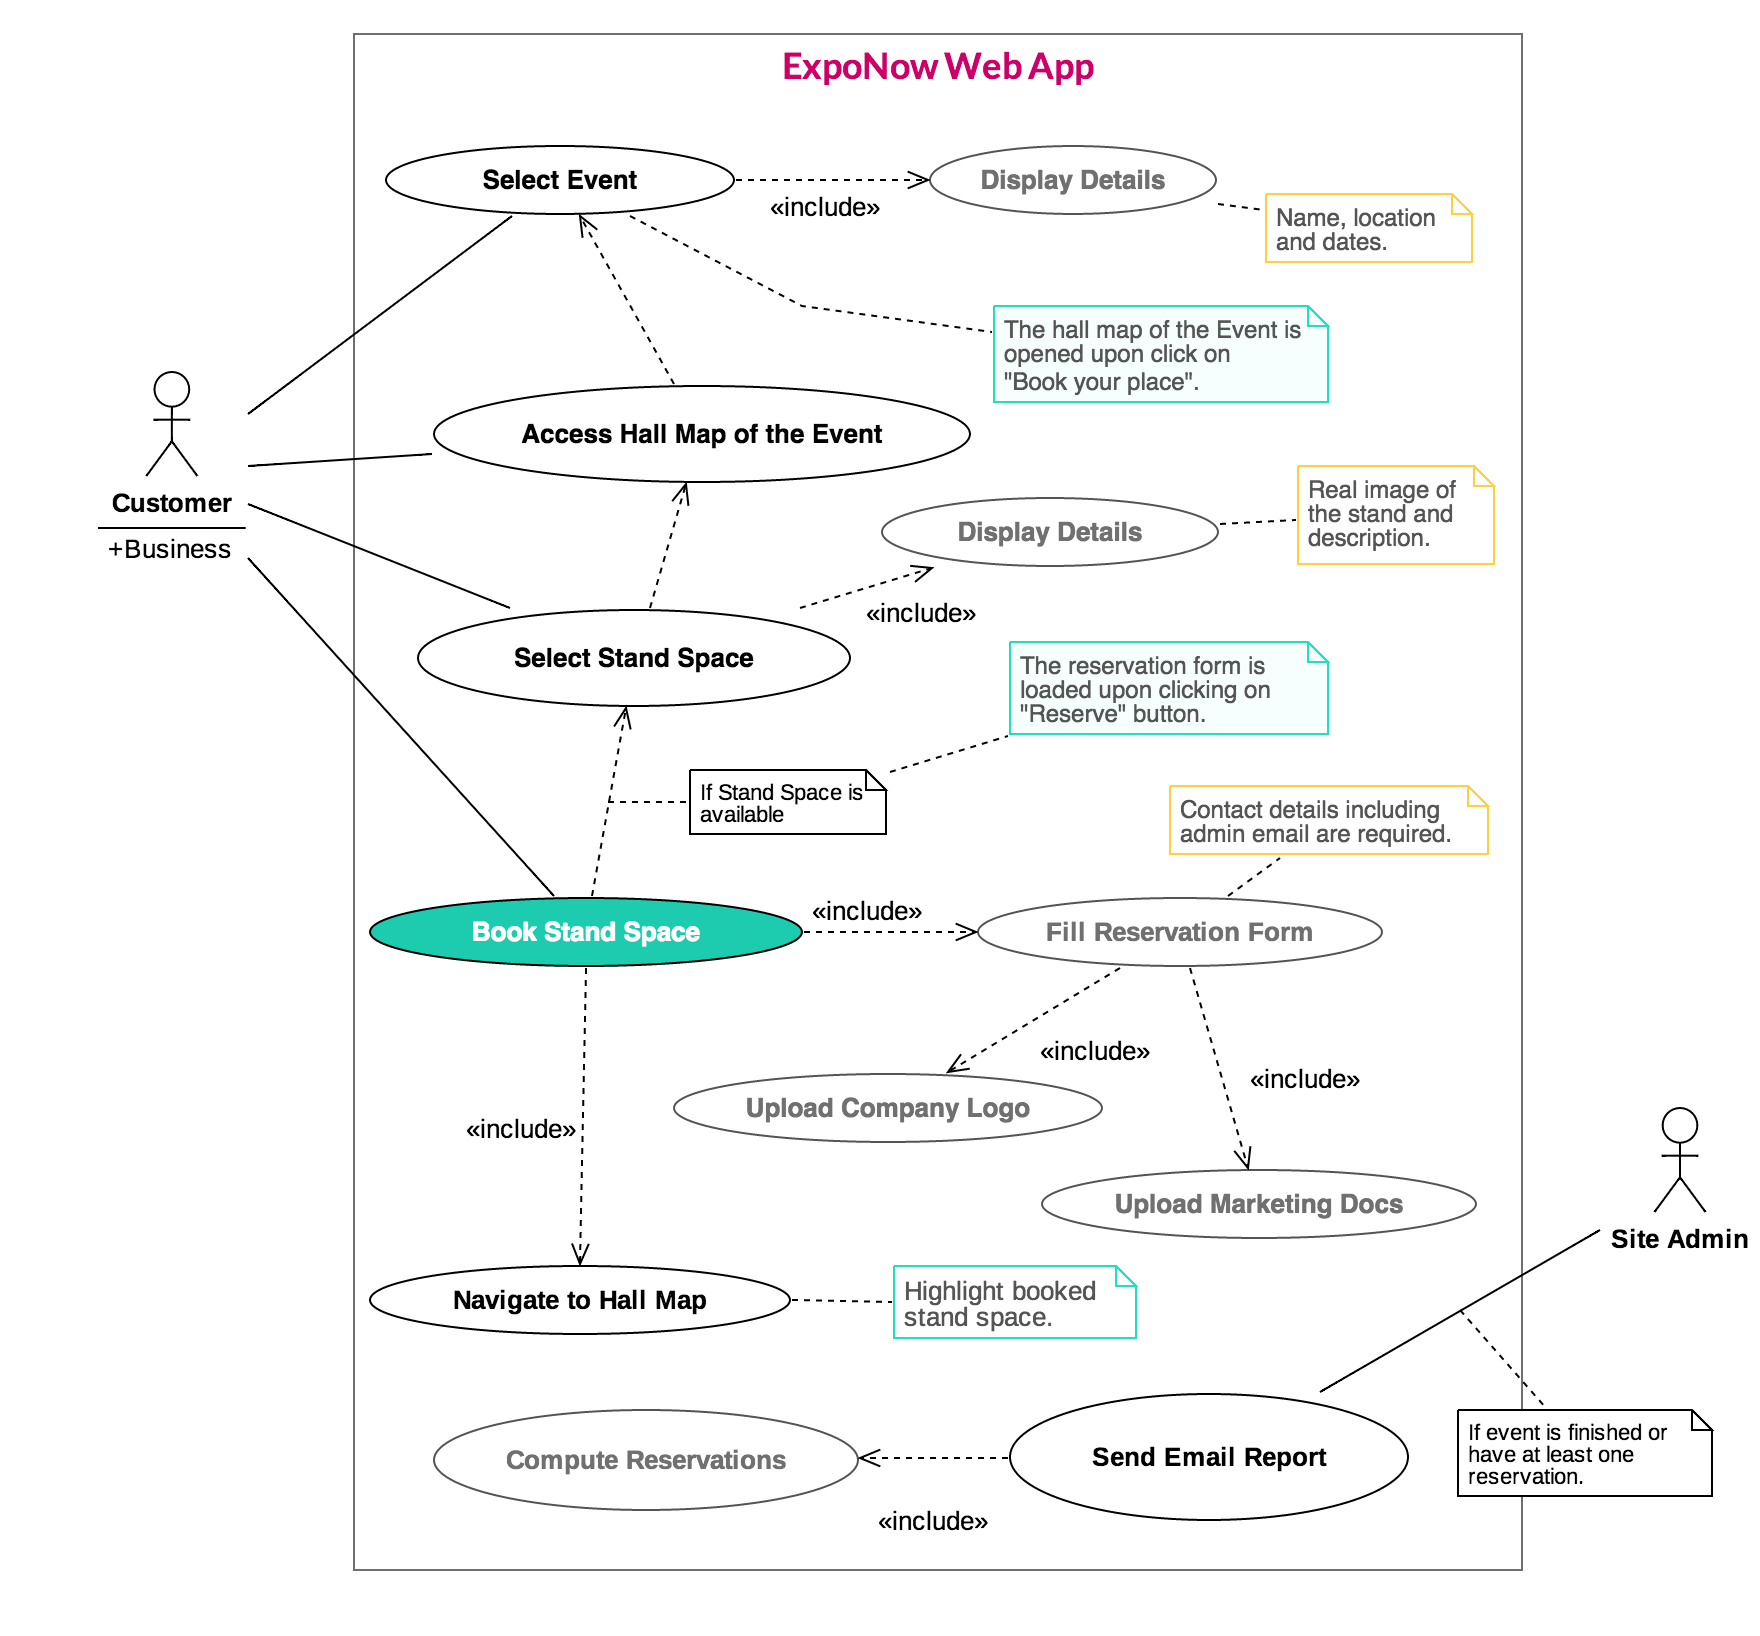 ExpoNow Web App
Select Event
Display Details
«include»
Name, location
and dates.
The hall map of the Event is
opened upon click on
"Book your place".
Access Hall Map of the Event
Customer
+Business
Real image of
the stand and
description.
Display Details
«include»
Select Stand Space
The reservation form is
loaded upon clicking on
"Reserve" button.
If Stand Space is
available
Contact details including
admin email are required.
Book Stand Space
«include»
Fill Reservation Form
«include»
«include»
Upload Company Logo
«include»
Upload Marketing Docs
Site Admin
Navigate to Hall Map
Highlight booked
stand space.
Compute Reservations
Send Email Report
«include»
If event is finished or
have at least one
reservation.